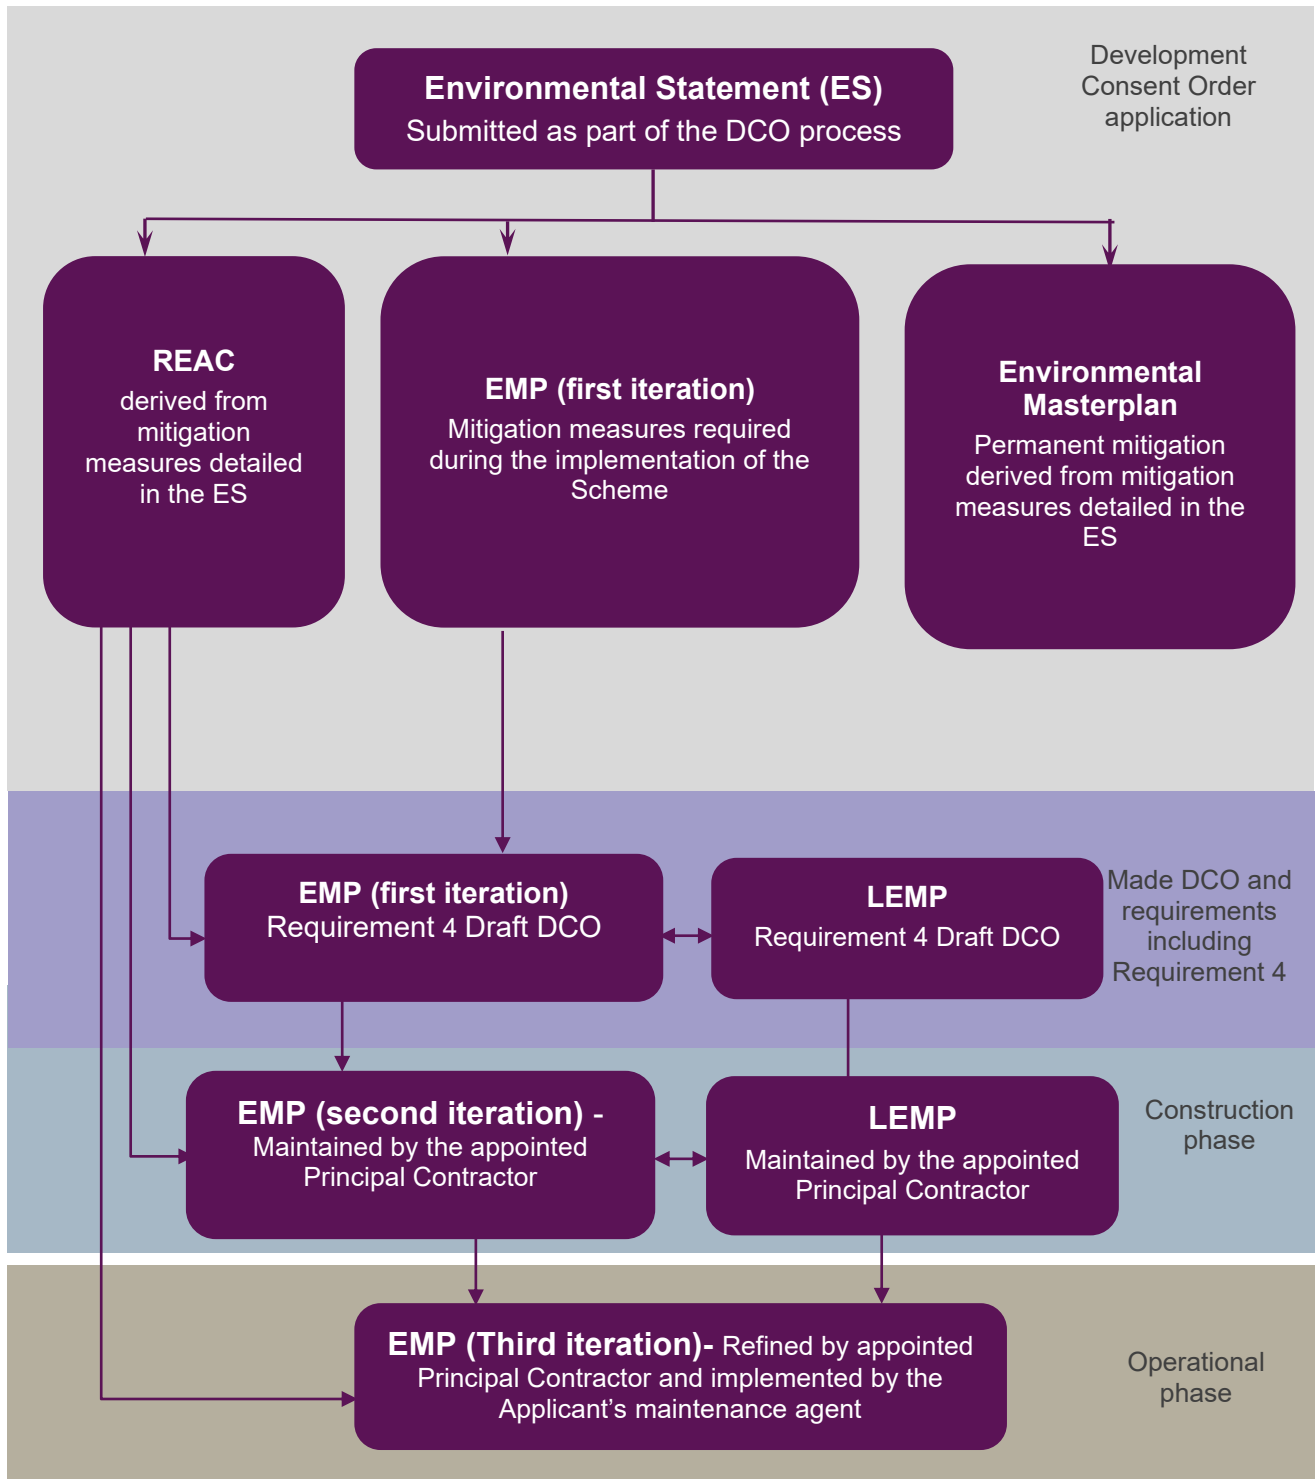 Environmental Statement (ES)
Submitted as part of the DCO process
Development
Consent Order
application
REAC
derived from
mitigation
measures detailed
in the ES
EMP (first iteration)
Mitigation measures required
during the implementation of the
Scheme
Environmental
Masterplan
Permanent mitigation
derived from mitigation
measures detailed in the
ES
EMP (first iteration)
Requirement 4 Draft DCO
LEMP
Requirement 4 Draft DCO
Made DCO and
requirements
including
Requirement 4
EMP (second iteration) -
Maintained by the appointed
Principal Contractor
LEMP
Maintained by the appointed
Principal Contractor
Construction
phase
EMP (Third iteration)- Refined by appointed
Principal Contractor and implemented by the
Applicant’s maintenance agent
Operational
phase